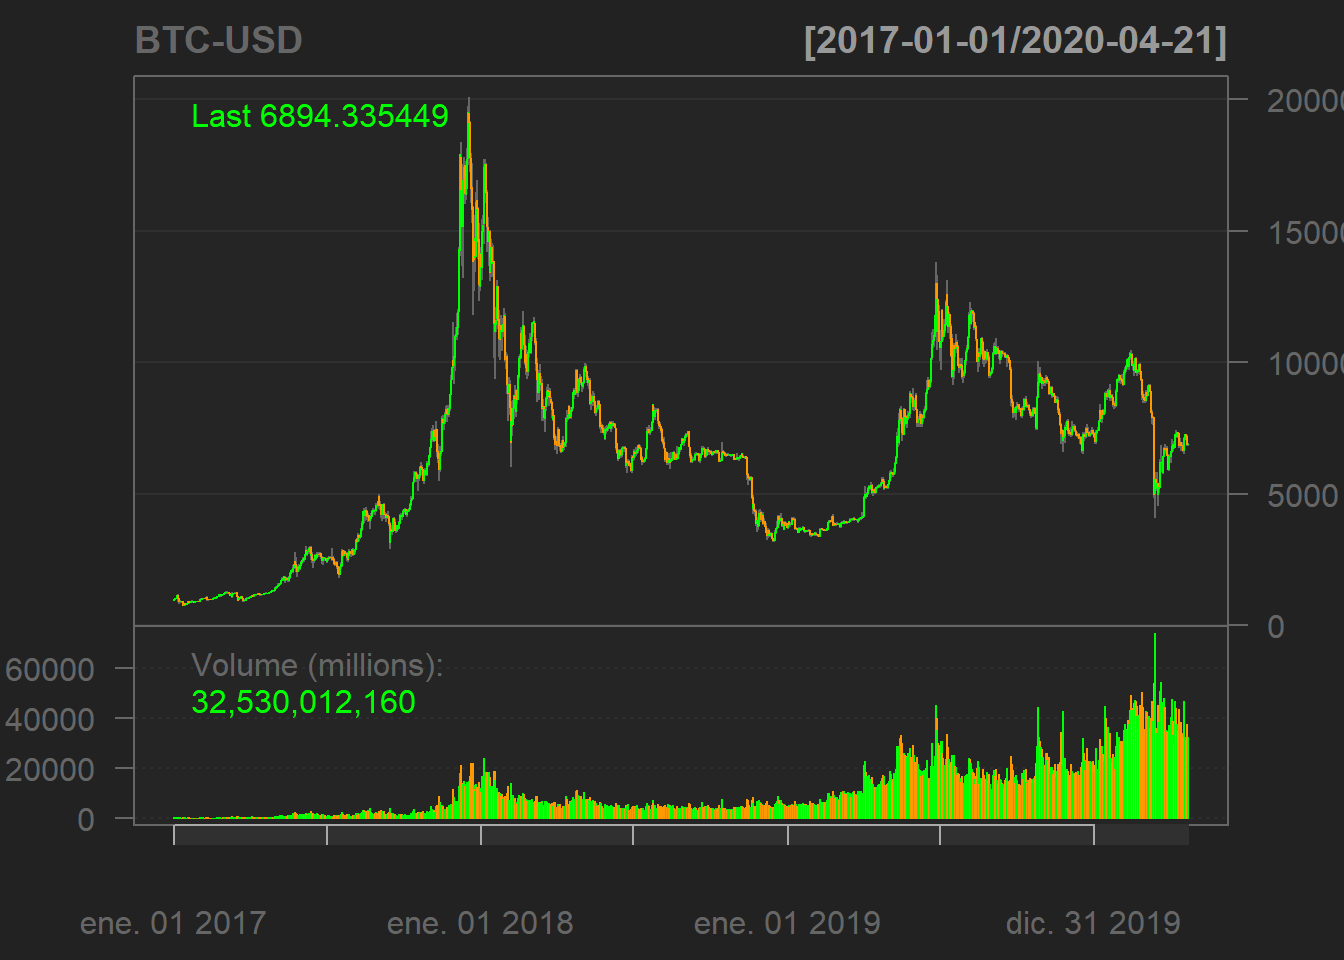 BTC-USD
[2017-01-01/2020-04-21]
Last 6894.335449
20000
15000
10000
5000
0
Volume (millions):
32,530,012,160
60000
40000
20000
0
ene. 01 2017
ene. 01 2018
ene. 01 2019
dic. 31 2019